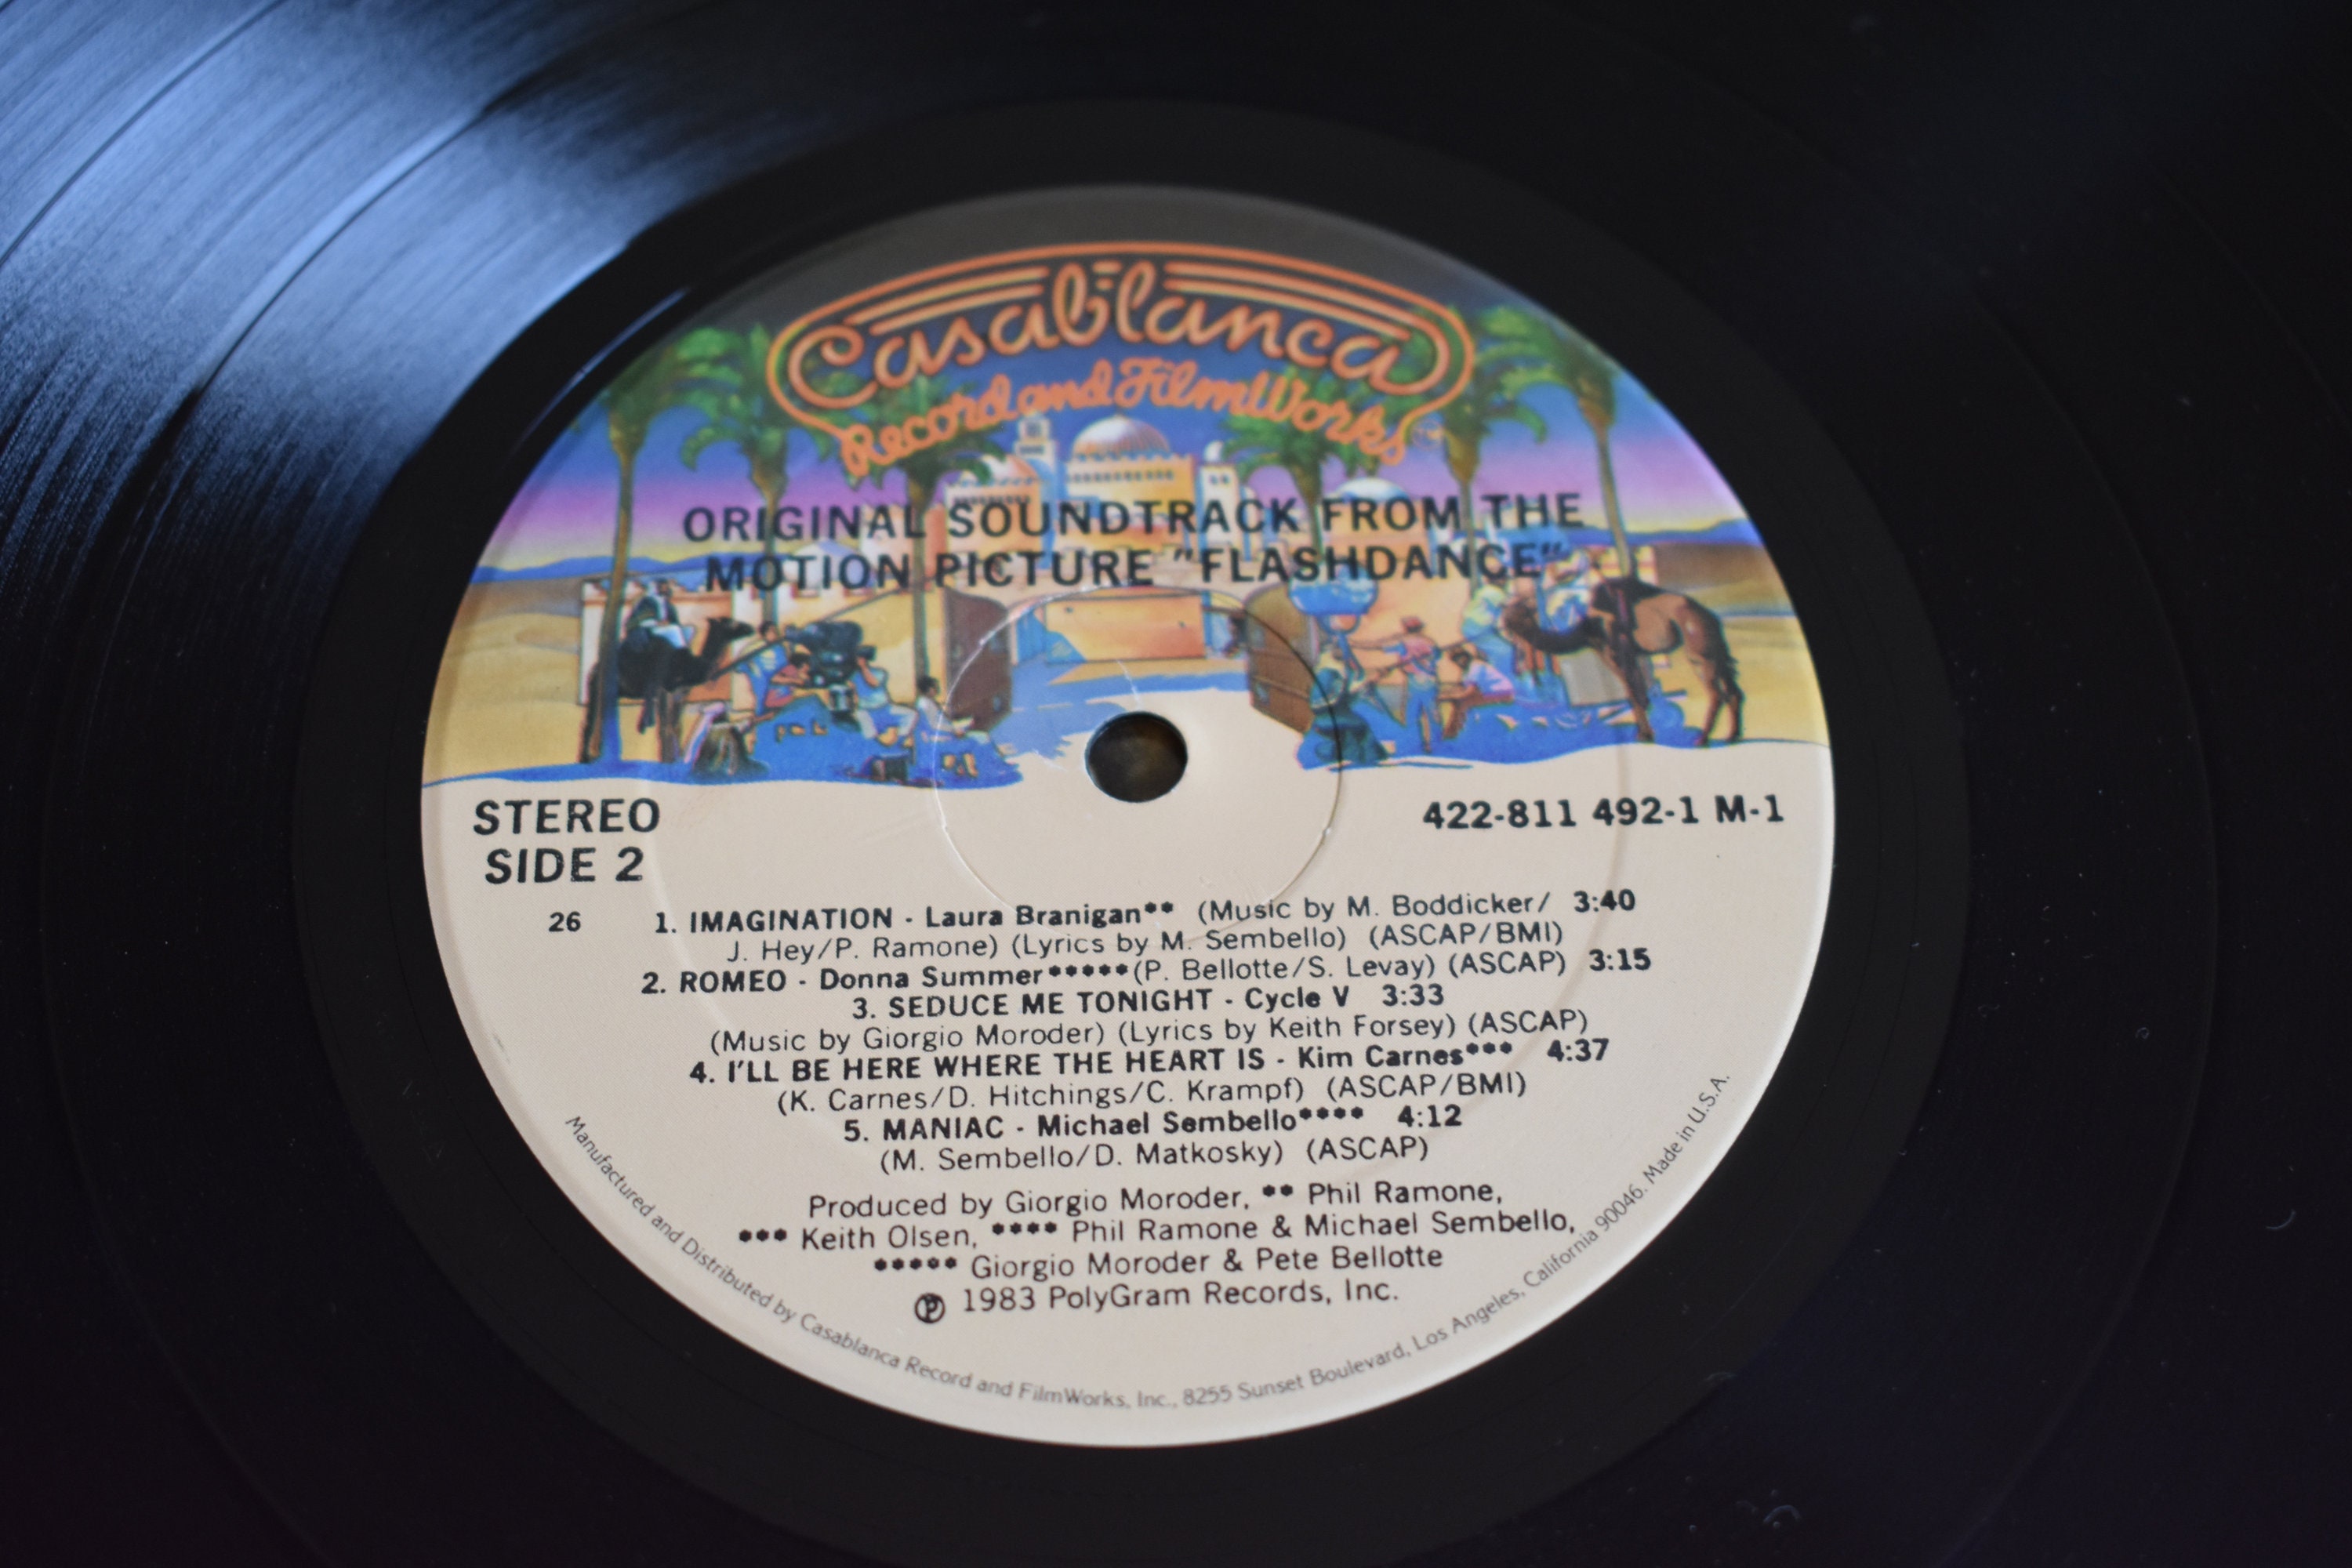 Casablanca
Record and FilmWorks
ORIGINAL SOUNDTRACK FROM THE
MOTION PICTURE "FLASHDANCE"
STEREO
SIDE 2
422-811 492-1 M-1
26
1. IMAGINATION - Laura Branigan** (Music by M. Boddicker/ 3:40
J. Hey/P. Ramone) (Lyrics by M. Sembello) (ASCAP/BMI)
2. ROMEO - Donna Summer*****(P. Bellotte/S. Levay) (ASCAP) 3:15
3. SEDUCE ME TONIGHT - Cycle V 3:33
(Music by Giorgio Moroder) (Lyrics by Keith Forsey) (ASCAP)
4. I'LL BE HERE WHERE THE HEART IS - Kim Carnes*** 4:37
(K. Carnes/D. Hitchings/C. Krampf) (ASCAP/BMI)
5. MANIAC - Michael Sembello**** 4:12
(M. Sembello/D. Matkosky) (ASCAP)
Produced by Giorgio Moroder, ** Phil Ramone,
*** Keith Olsen, **** Phil Ramone & Michael Sembello,
***** Giorgio Moroder & Pete Bellotte
℗ 1983 PolyGram Records, Inc.
Manufactured and Distributed by Casablanca Record and FilmWorks, Inc., 8255 Sunset Boulevard, Los Angeles, California 90046. Made in U.S.A.